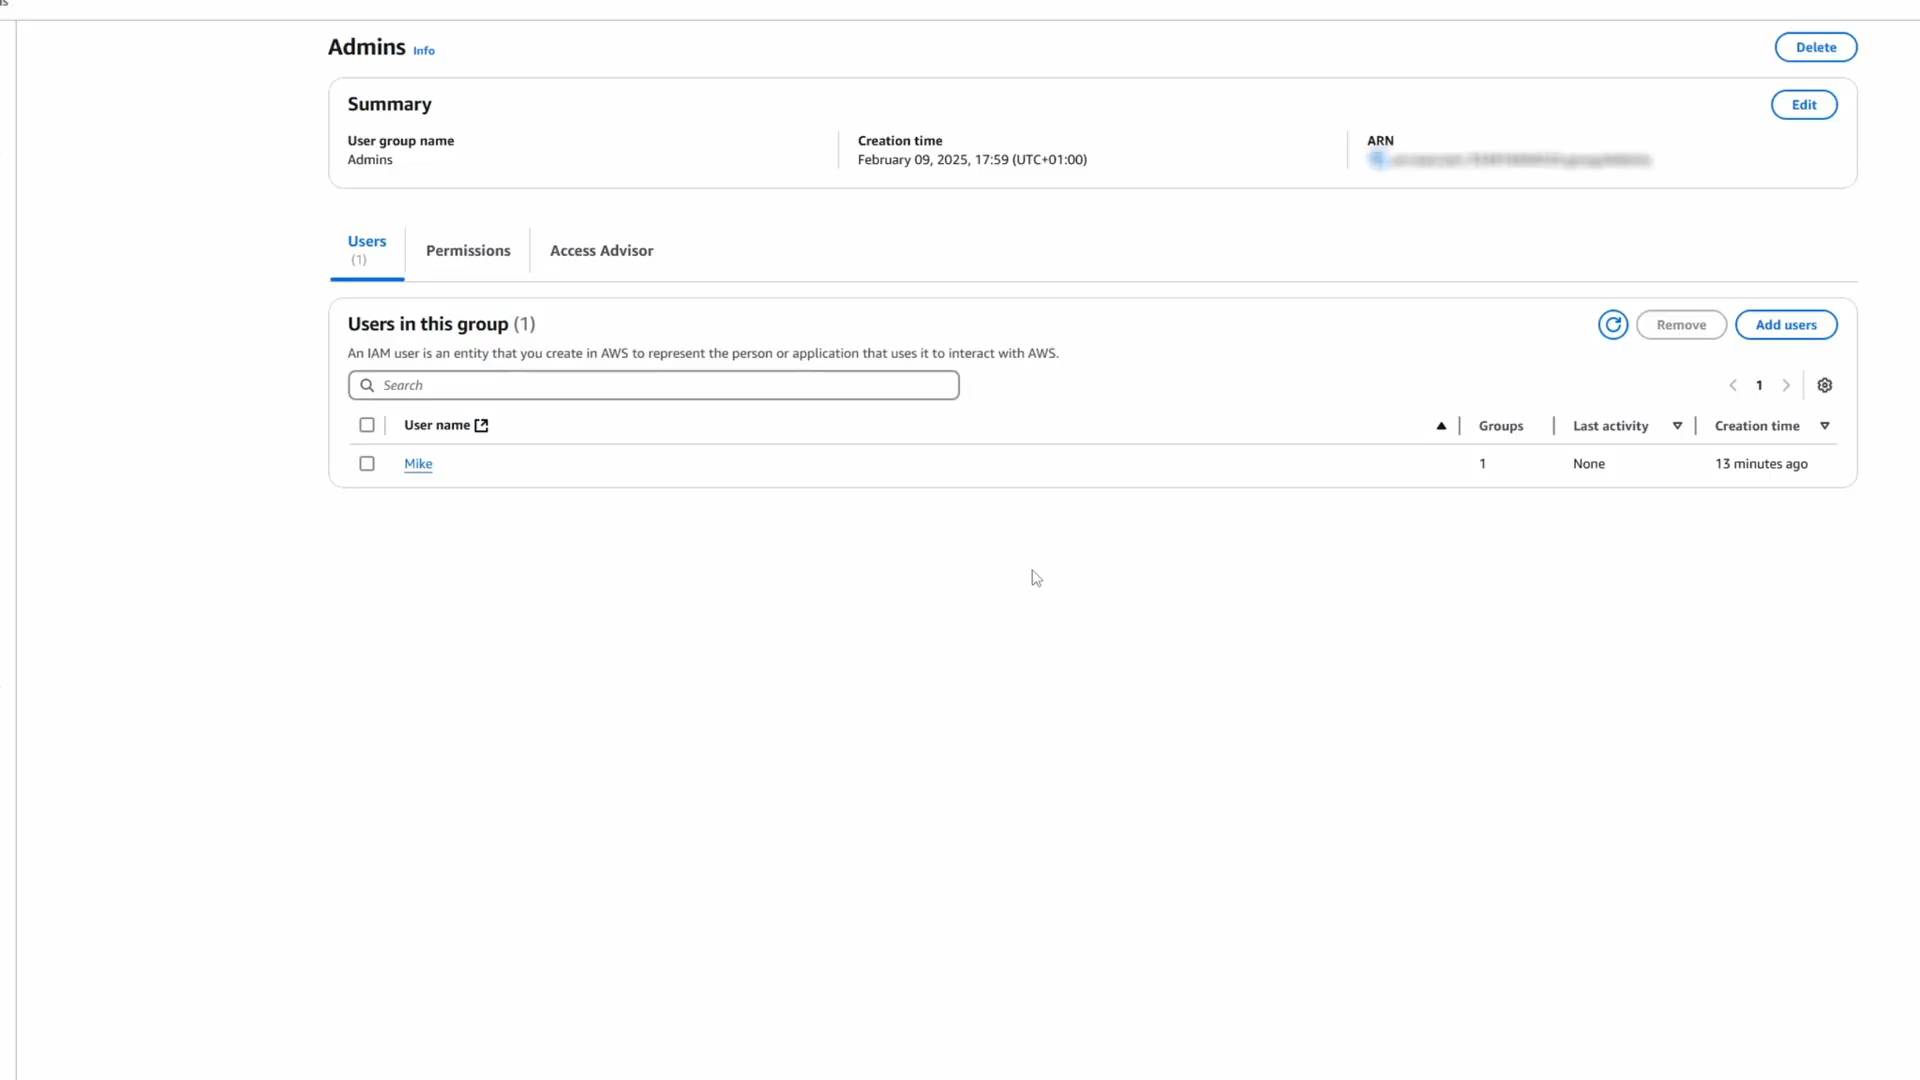 Admins Info
Delete
Summary
Edit
User group name
Admins
Creation time
February 09, 2025, 17:59 (UTC+01:00)
ARN
Users
(1)
Permissions
Access Advisor
Users in this group (1)
Remove
Add users
An IAM user is an entity that you create in AWS to represent the person or application that uses it to interact with AWS.
Search
1
User name
Groups
Last activity
Creation time
Mike
1
None
13 minutes ago